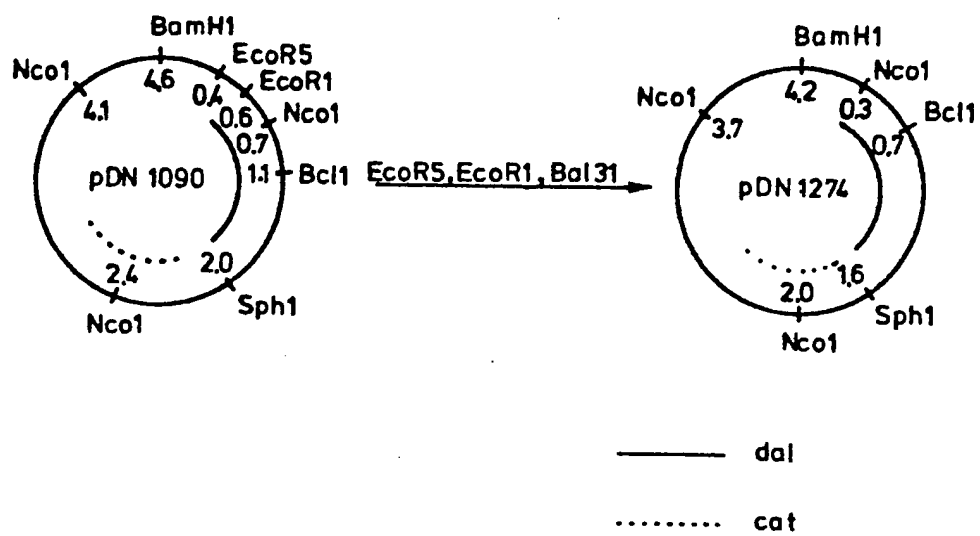 BamH1
EcoR5
EcoR1
Nco1
Nco1
4.6
0.4
0.6
0.7
4.1
pDN 1090
1.1
Bcl1
2.4
2.0
Nco1
Sph1
EcoR5, EcoR1, Bal31
BamH1
Nco1
Nco1
Bcl1
4.2
0.3
0.7
3.7
pDN 1274
1.6
2.0
Sph1
Nco1
dal
cat